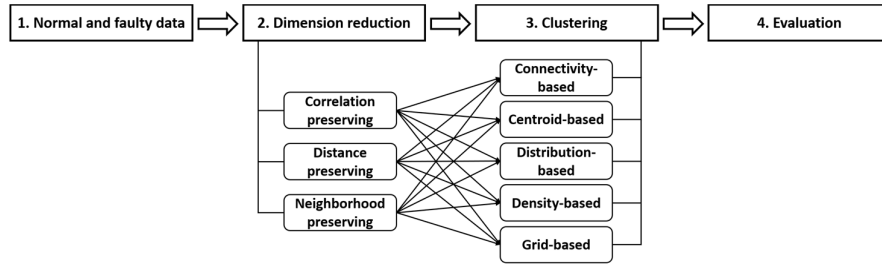 1. Normal and faulty data
2. Dimension reduction
3. Clustering
4. Evaluation
Correlation
preserving
Distance
preserving
Neighborhood
preserving
Connectivity-
based
Centroid-based
Distribution-
based
Density-based
Grid-based